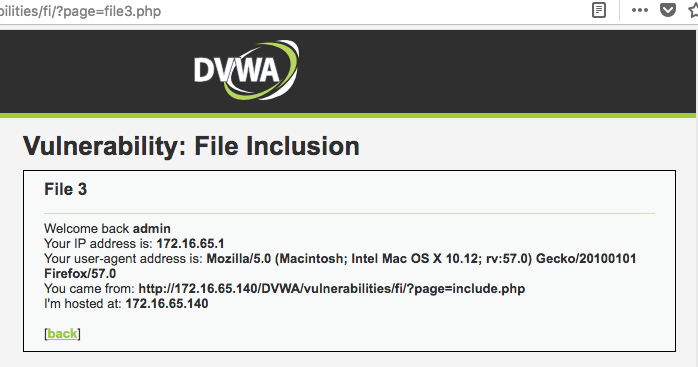 bilities/fi/?page=file3.php
DVWA
Vulnerability: File Inclusion
File 3
Welcome back admin
Your IP address is: 172.16.65.1
Your user-agent address is: Mozilla/5.0 (Macintosh; Intel Mac OS X 10.12; rv:57.0) Gecko/20100101
Firefox/57.0
You came from: http://172.16.65.140/DVWA/vulnerabilities/fi/?page=include.php
I'm hosted at: 172.16.65.140
[back]